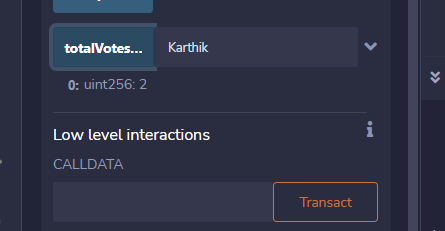 totalVotes... Karthik
0: uint256: 2
Low level interactions
CALLDATA
Transact